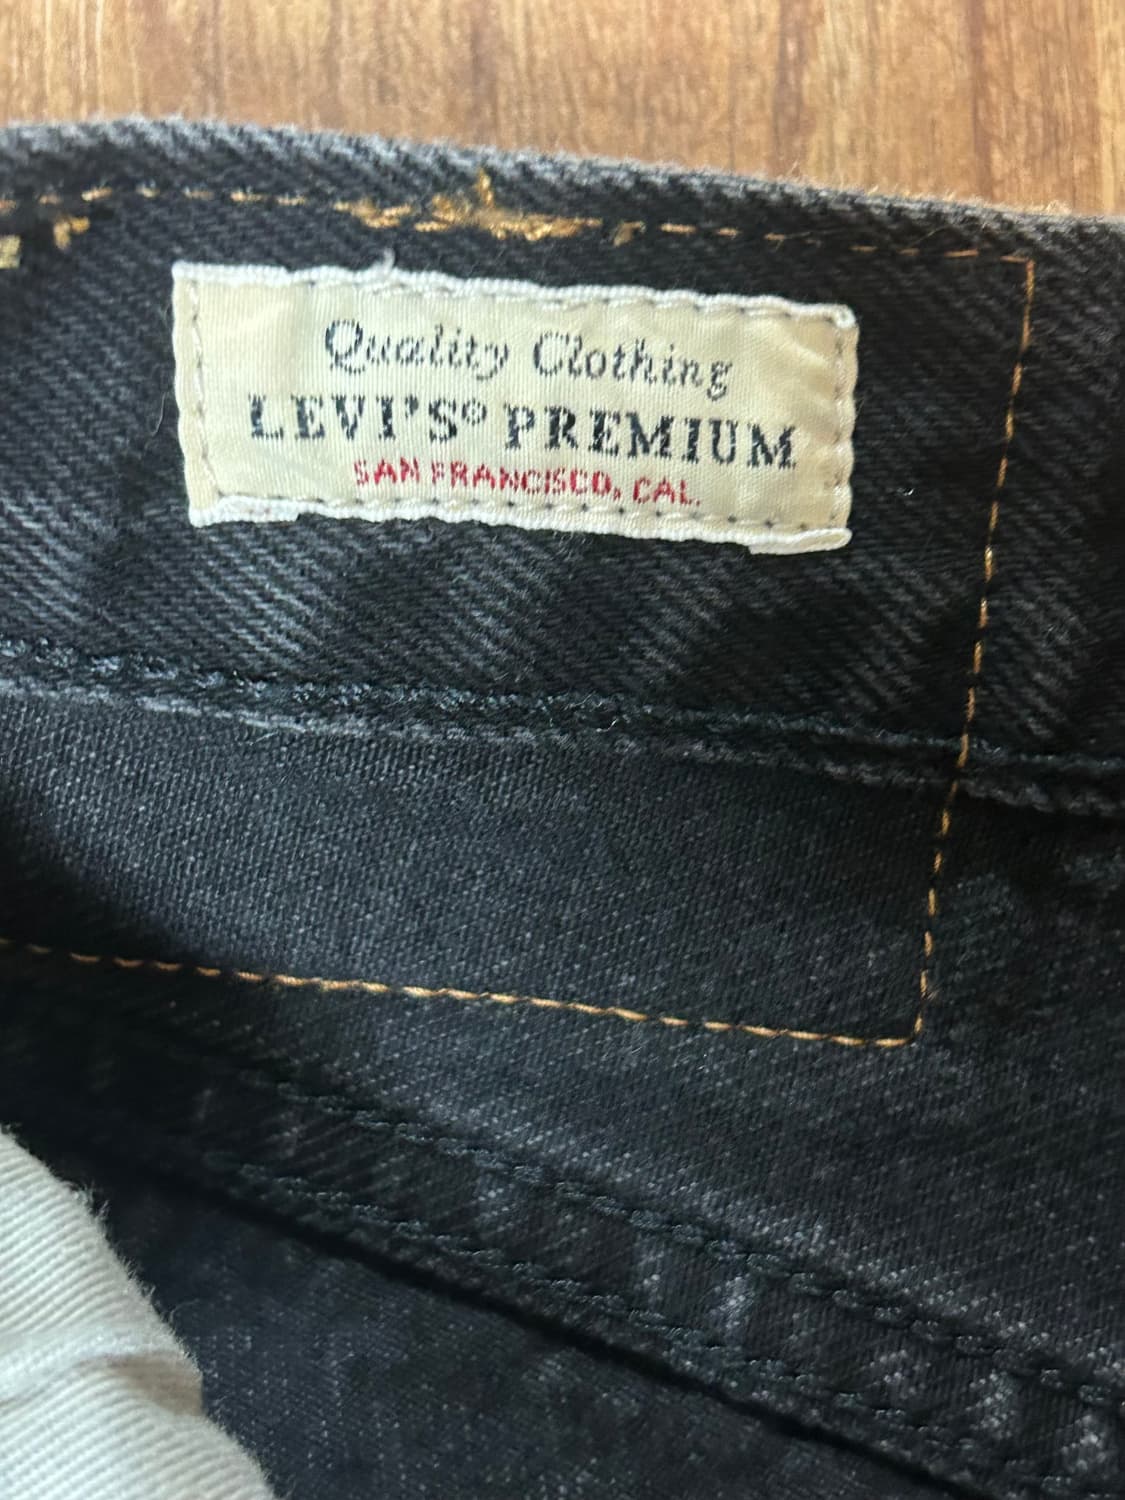 Quality Clothing
LEVI'S® PREMIUM
SAN FRANCISCO, CAL.